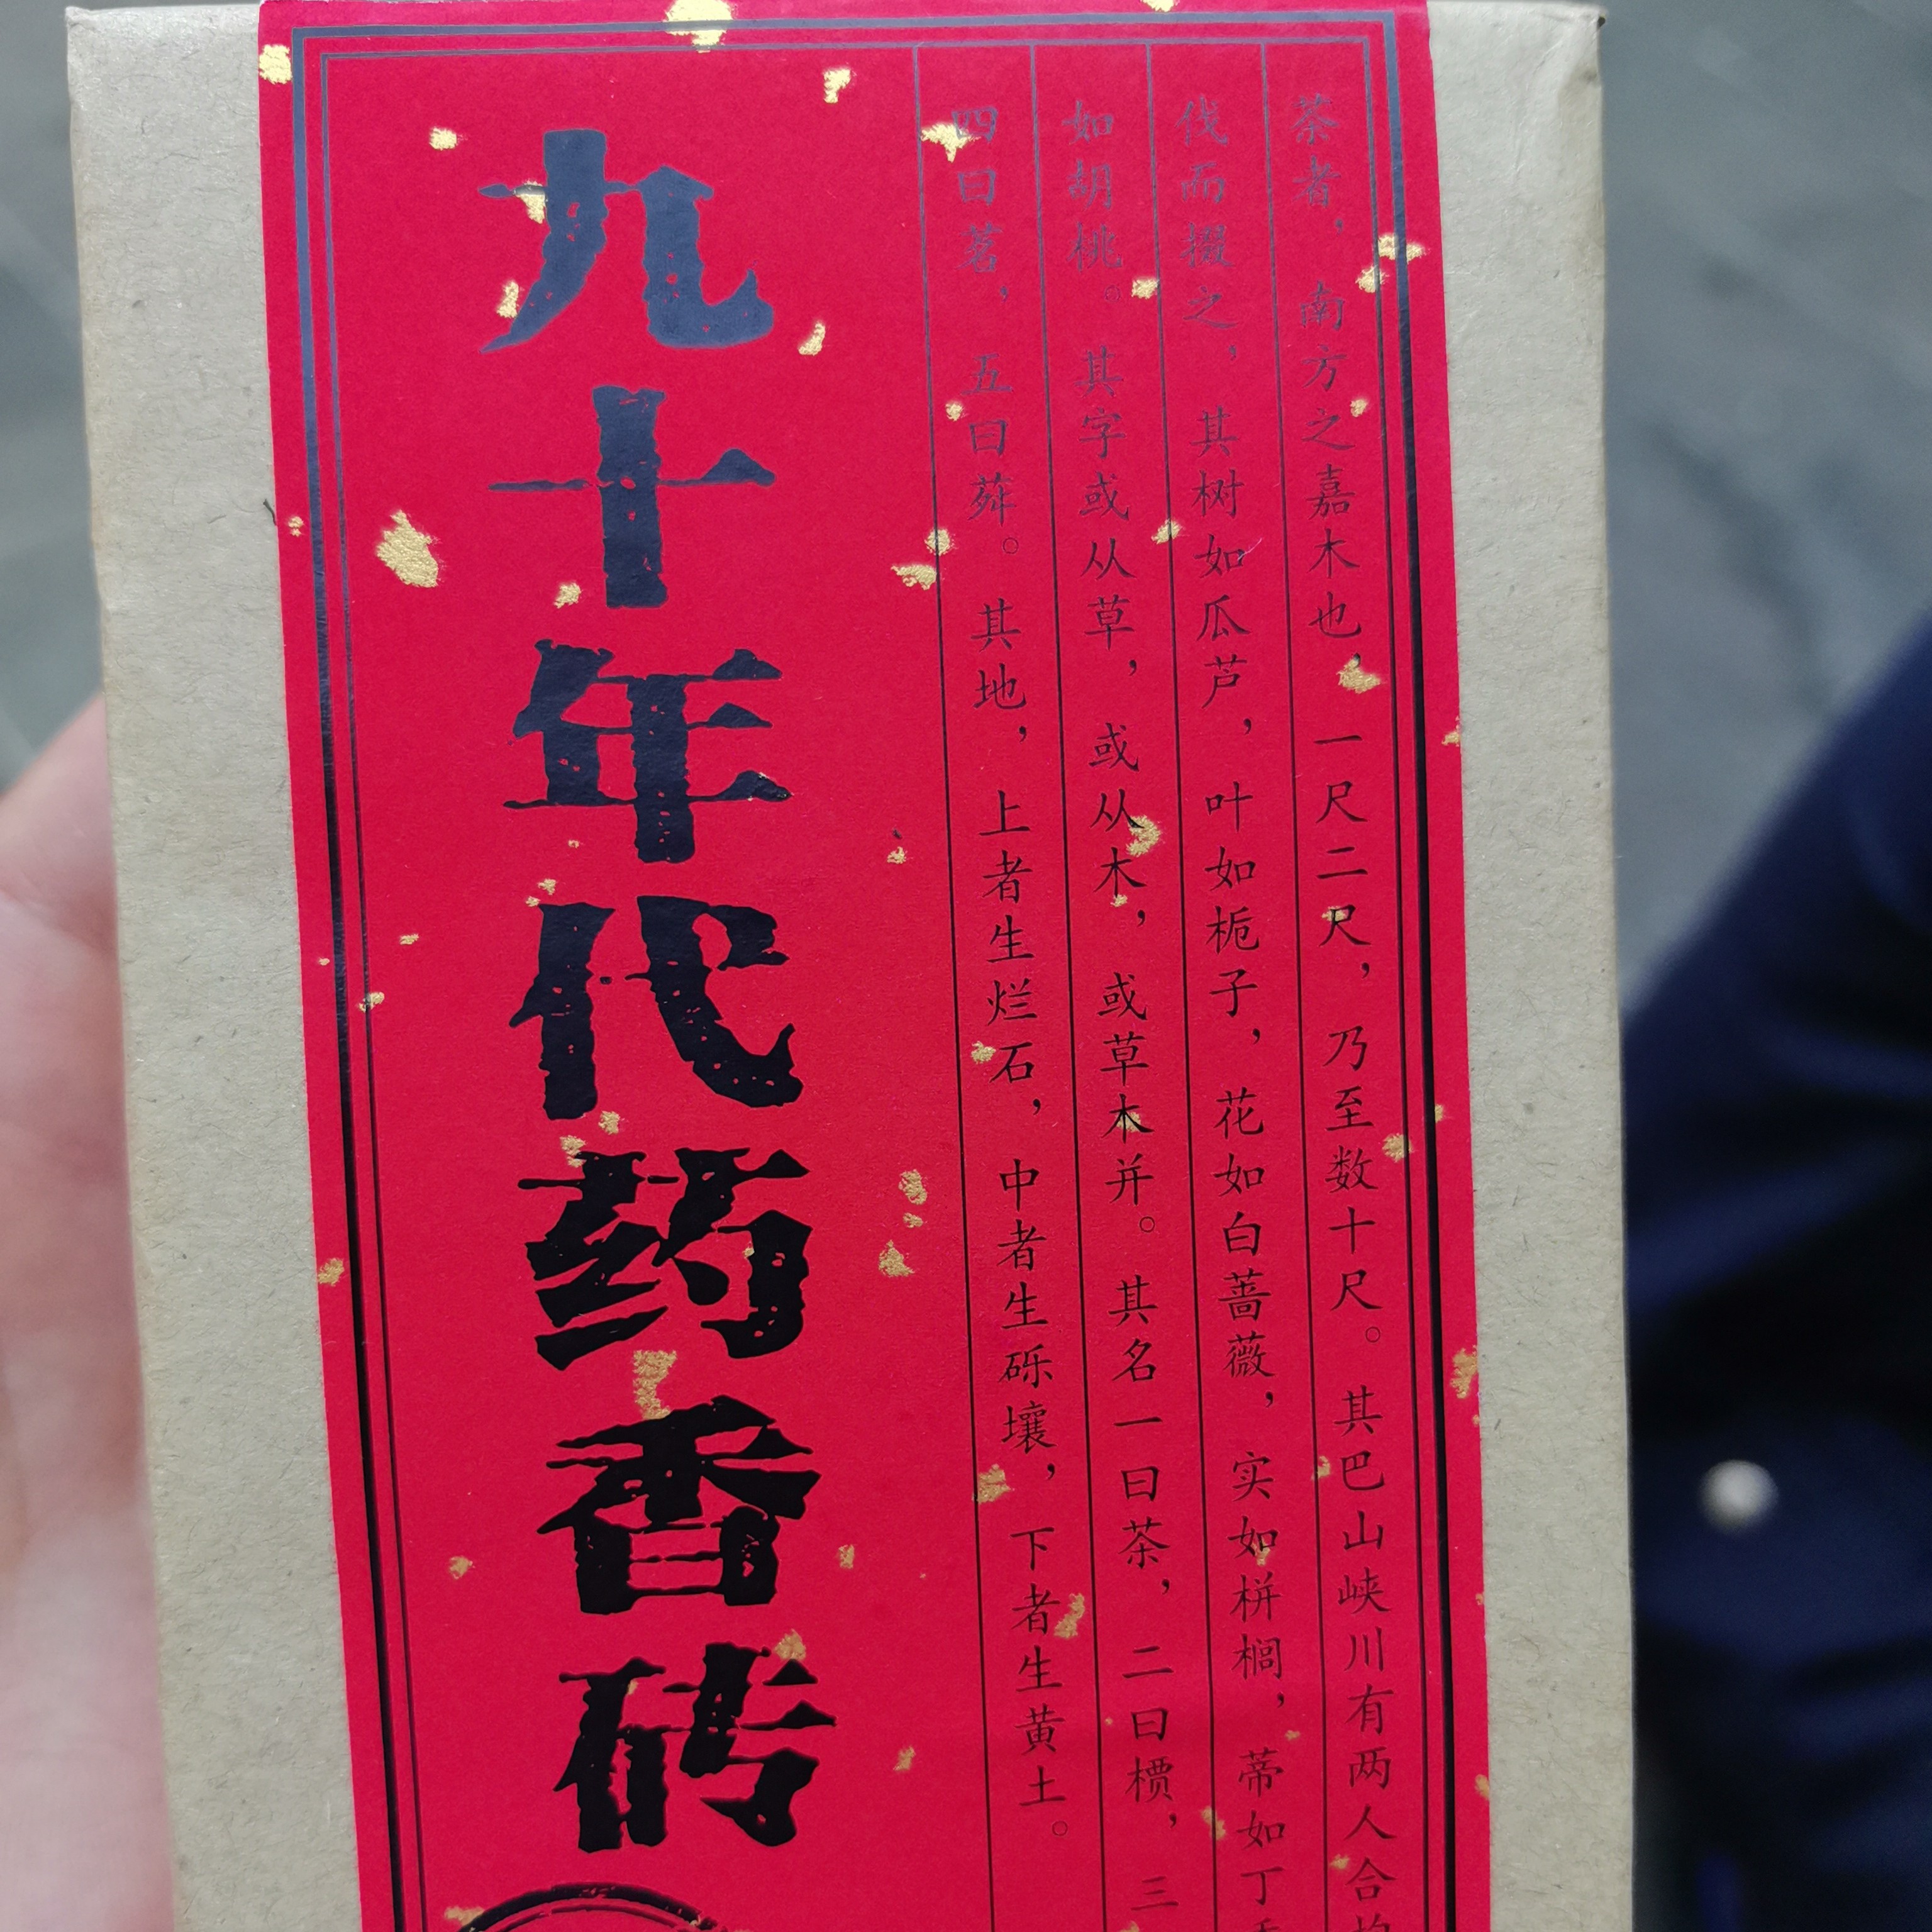 茶者，南方之嘉木也，一尺二尺，乃至数十尺。其巴山峡川有两人合
伐而掇之，其树如瓜芦，叶如栀子，花如白蔷薇，实如栟榈，蒂如丁
如胡桃。其字或从草，或从木，或草木并。其名一曰茶，二曰槚，三
四曰茗，五曰荈。其地，上者生烂石，中者生砾壤，下者生黄土。
九十年代药香砖